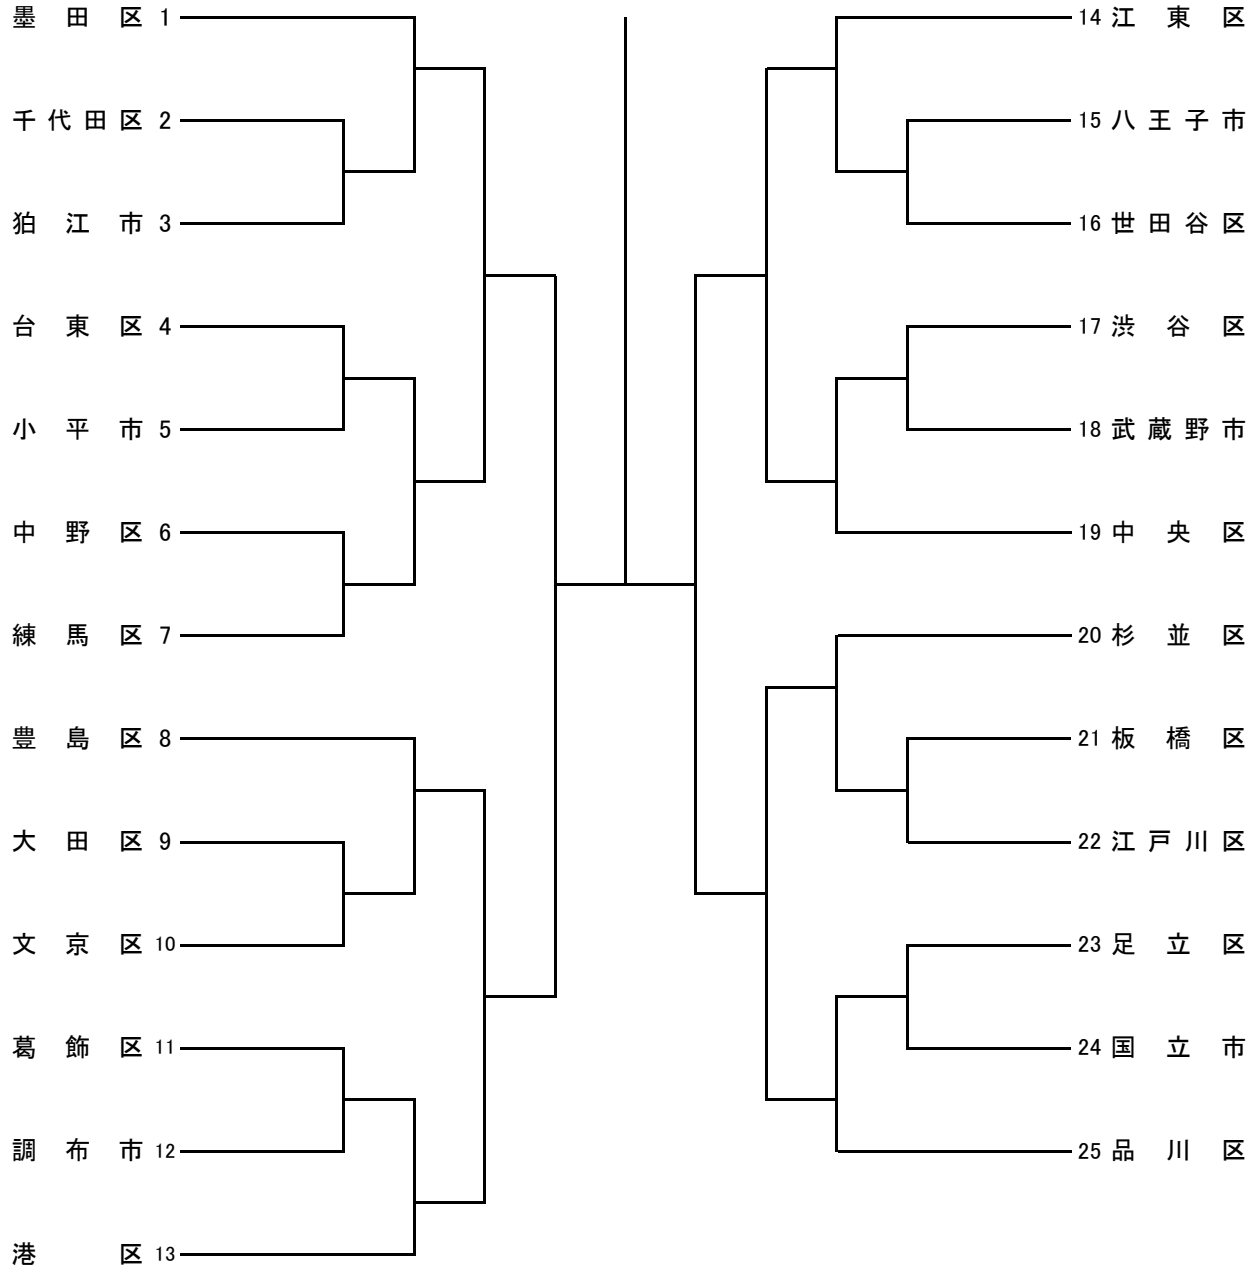 墨田区 1
千代田区 2
狛江市 3
台東区 4
小平市 5
中野区 6
練馬区 7
豊島区 8
大田区 9
文京区 10
葛飾区 11
調布市 12
港区 13
14 江東区
15 八王子市
16 世田谷区
17 渋谷区
18 武蔵野市
19 中央区
20 杉並区
21 板橋区
22 江戸川区
23 足立区
24 国立市
25 品川区